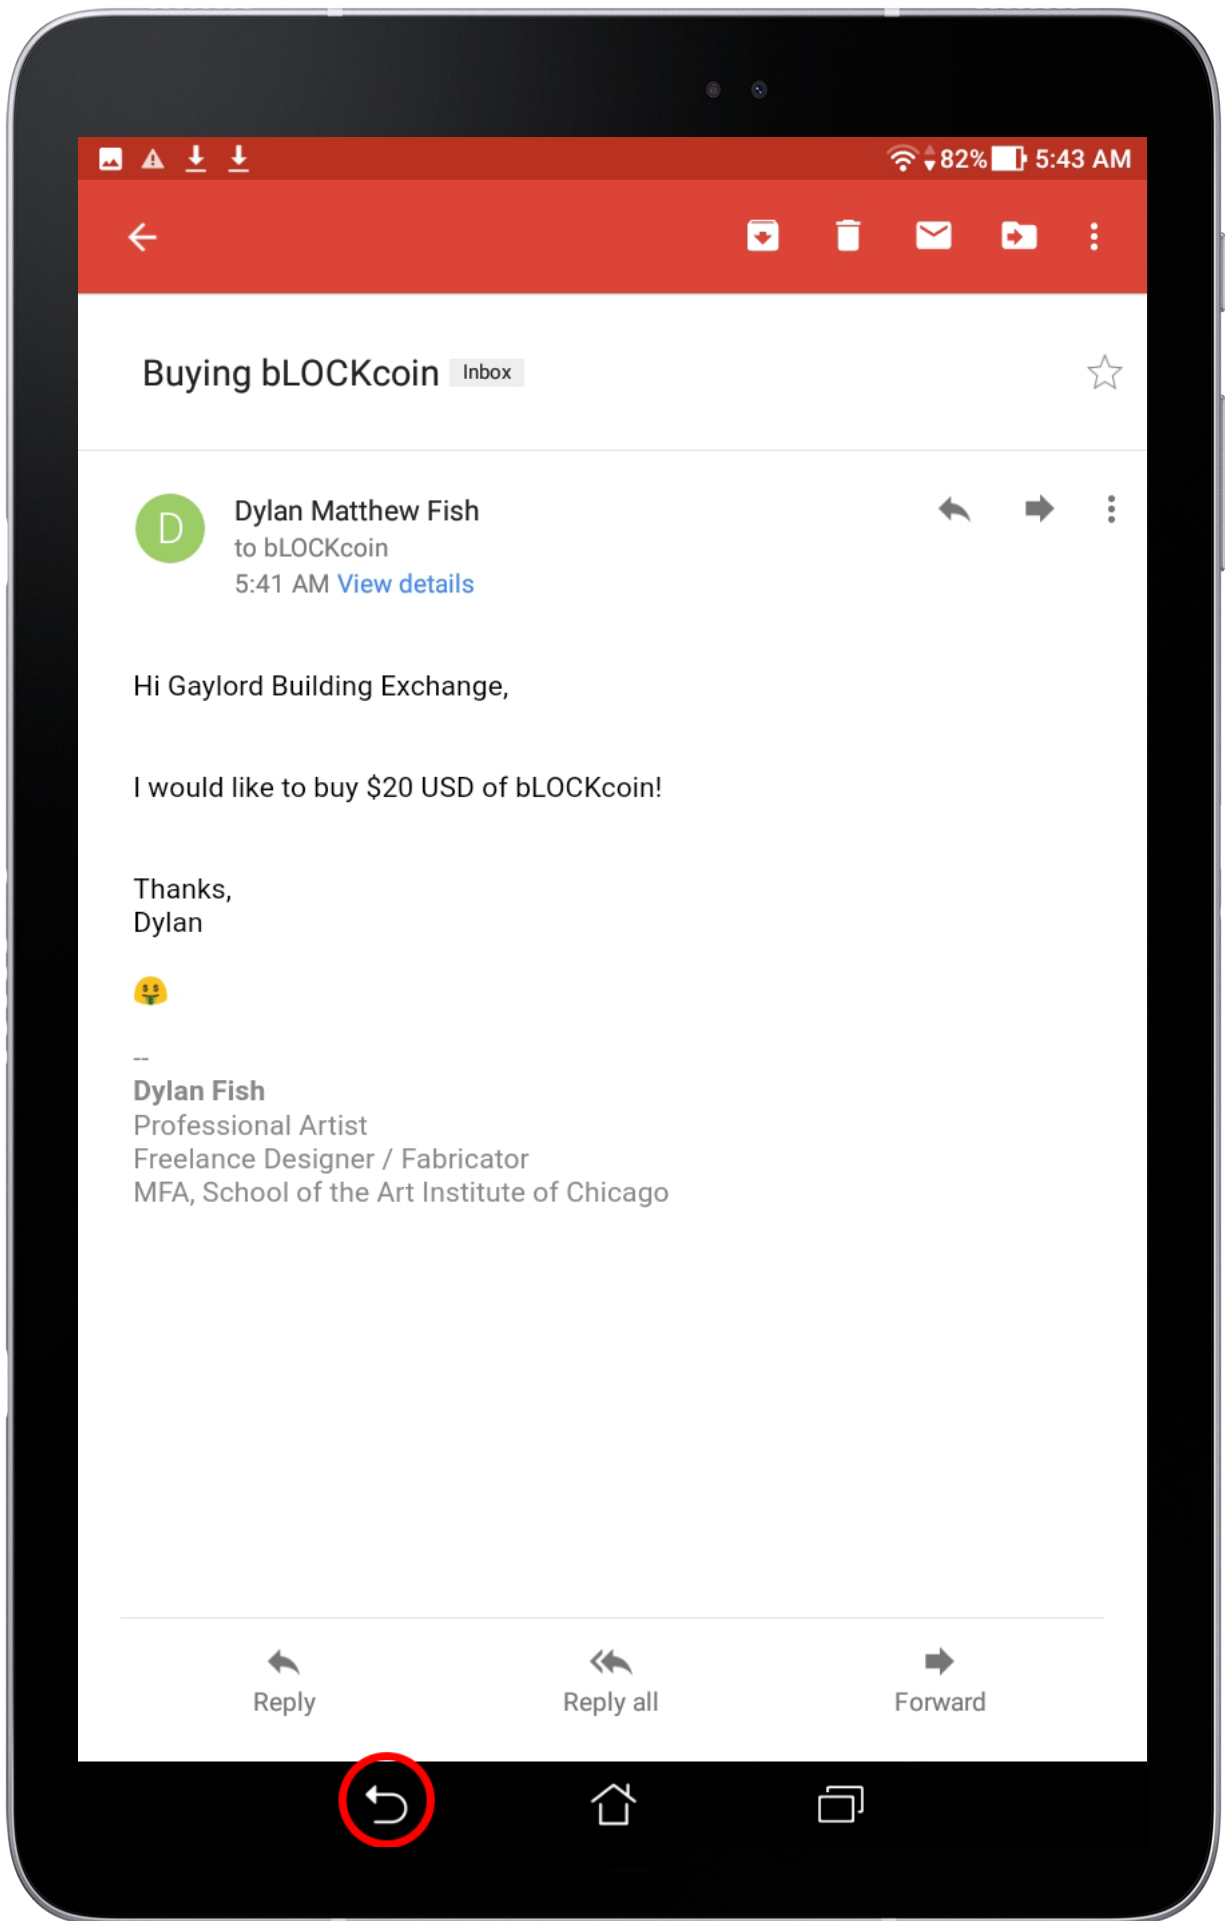 82% 5:43 AM
Buying bLOCKcoin Inbox
D
Dylan Matthew Fish
to bLOCKcoin
5:41 AM View details
Hi Gaylord Building Exchange,
I would like to buy $20 USD of bLOCKcoin!
Thanks,
Dylan
--
Dylan Fish
Professional Artist
Freelance Designer / Fabricator
MFA, School of the Art Institute of Chicago
Reply Reply all Forward